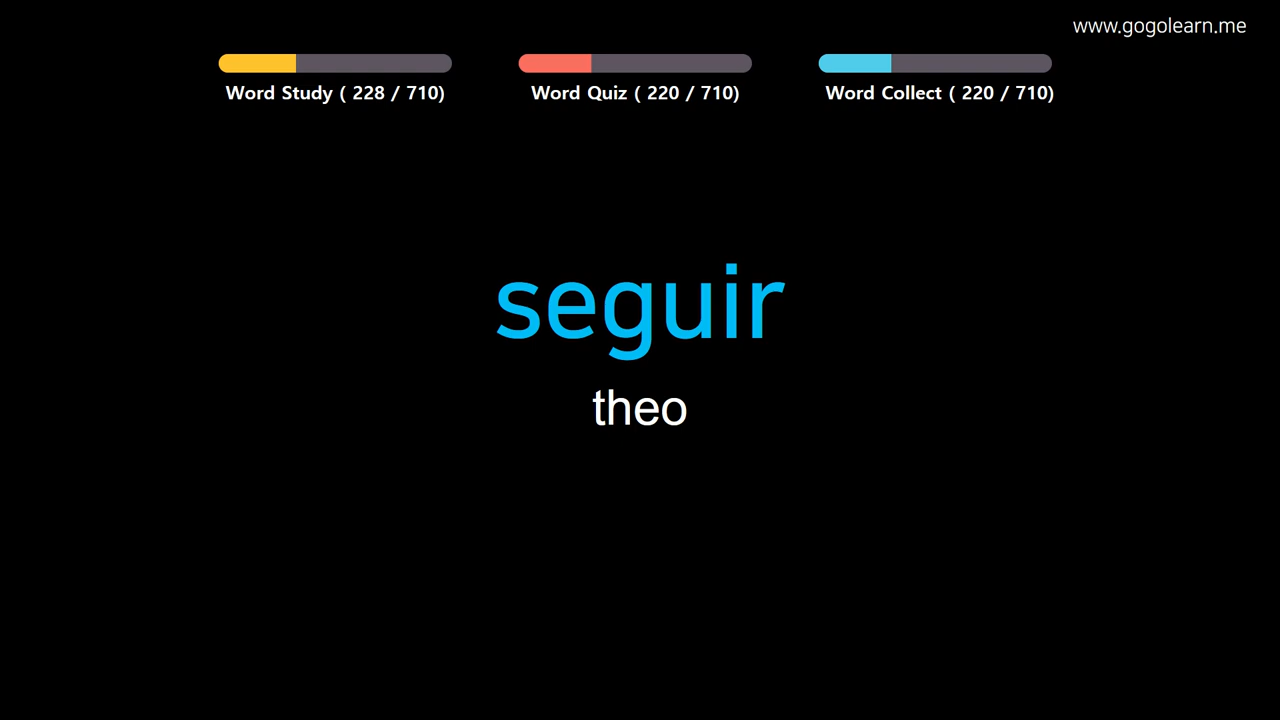 www.gogolearn.me
Word Study ( 228 / 710)
Word Quiz ( 220 / 710)
Word Collect ( 220 / 710)
seguir
theo